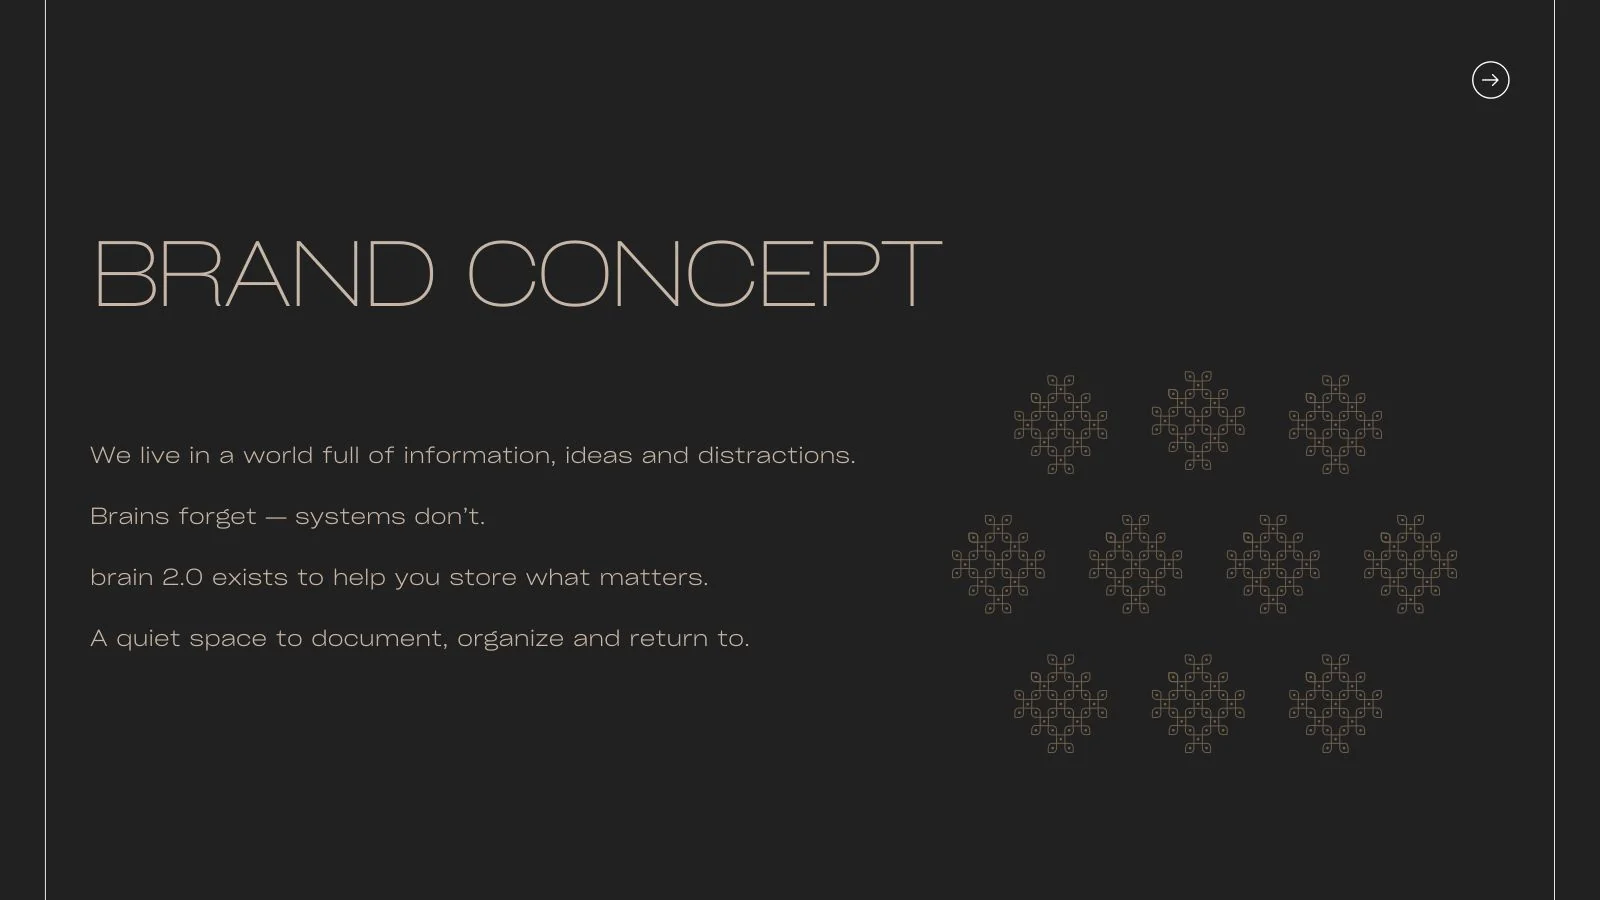 BRAND CONCEPT
We live in a world full of information, ideas and distractions.
Brains forget — systems don’t.
brain 2.0 exists to help you store what matters.
A quiet space to document, organize and return to.